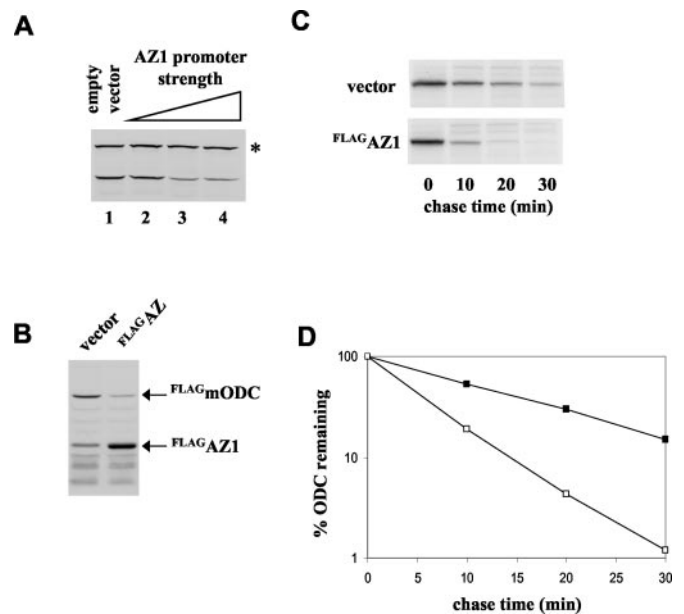 A
empty
vector
AZ1 promoter
strength
*
1 2 3 4
B
vector
FLAGAZ
FLAGmODC
FLAGAZ1
C
vector
FLAGAZ1
0 10 20 30
chase time (min)
D
% ODC remaining
100
10
1
0 5 10 15 20 25 30
chase time (min)